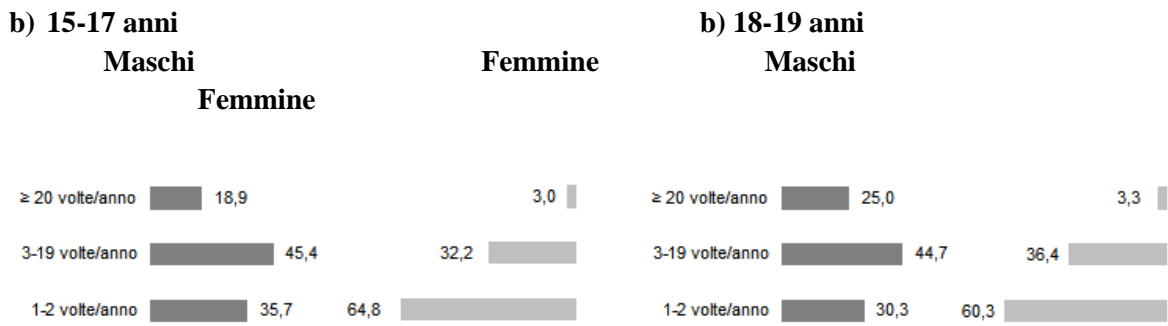 b) 15-17 anni b) 18-19 anni
Maschi Femmine Maschi
Femmine
≥ 20 volte/anno 18,9 3,0 ≥ 20 volte/anno 25,0 3,3
3-19 volte/anno 45,4 32,2 3-19 volte/anno 44,7 36,4
1-2 volte/anno 35,7 64,8 1-2 volte/anno 30,3 60,3